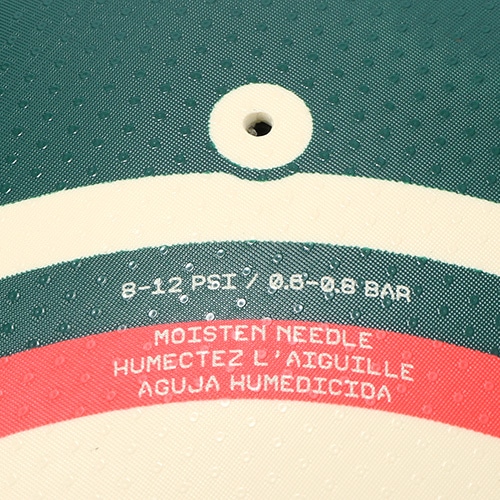 8-12 PSI / 0.6-0.8 BAR
MOISTEN NEEDLE
HUMECTEZ L'AIGUILLE
AGUJA HUMEDICIDA